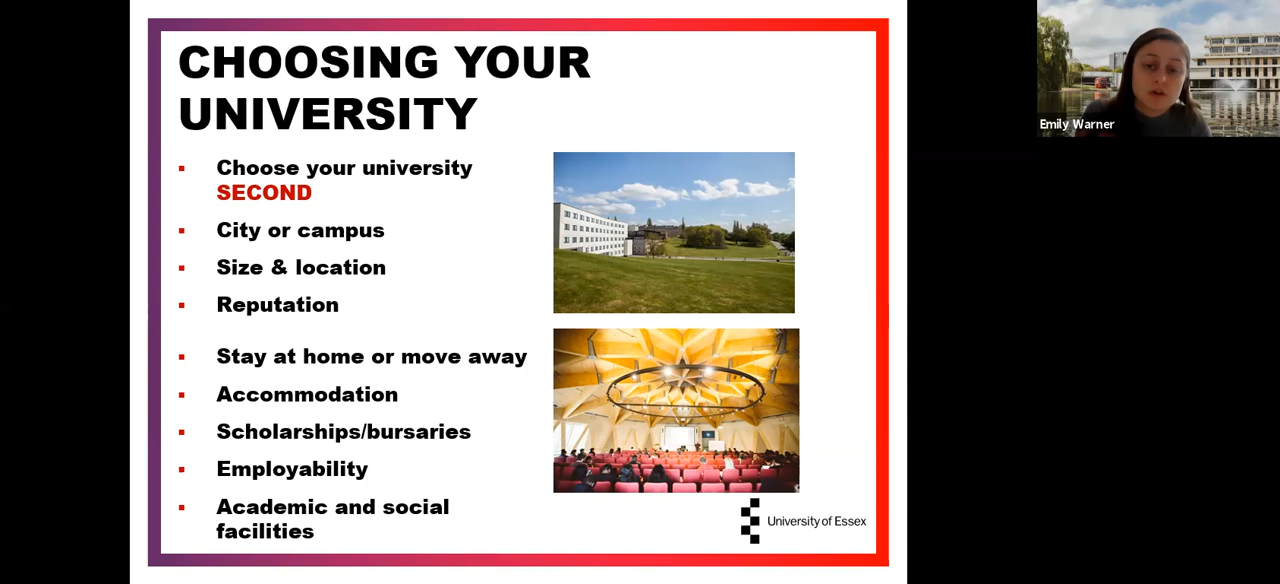 CHOOSING YOUR
UNIVERSITY
Choose your university
SECOND
City or campus
Size & location
Reputation
Stay at home or move away
Accommodation
Scholarships/bursaries
Employability
Academic and social
facilities
University of Essex
Emily Warner